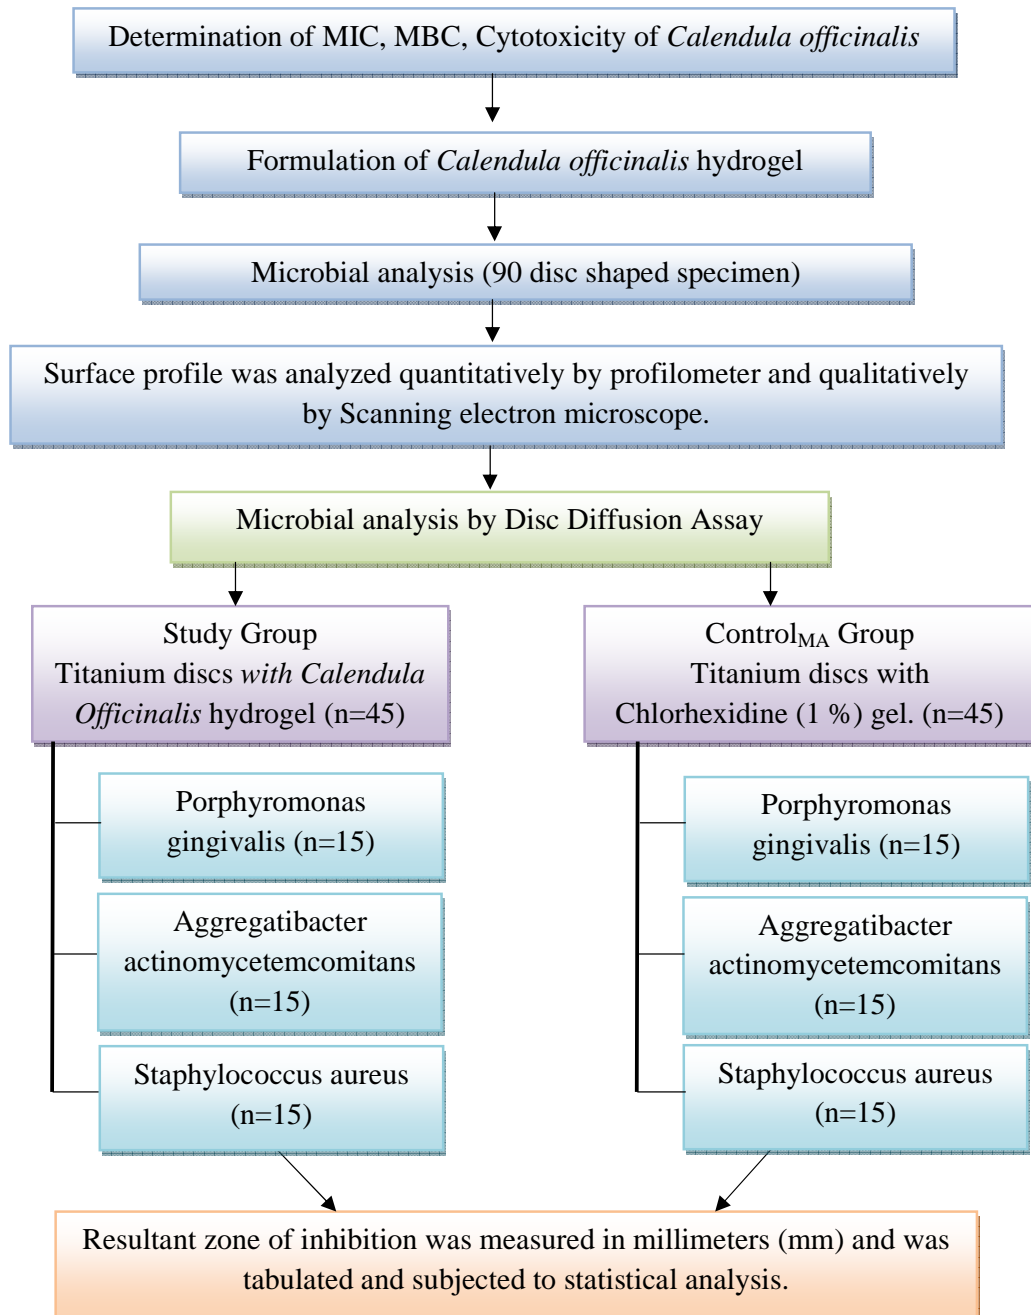 Determination of MIC, MBC, Cytotoxicity of Calendula officinalis
Formulation of Calendula officinalis hydrogel
Microbial analysis (90 disc shaped specimen)
Surface profile was analyzed quantitatively by profilometer and qualitatively
by Scanning electron microscope.
Microbial analysis by Disc Diffusion Assay
Study Group
Titanium discs with Calendula
Officinalis hydrogel (n=45)
Porphyromonas
gingivalis (n=15)
Aggregatibacter
actinomycetemcomitans
(n=15)
Staphylococcus aureus
(n=15)
ControlMA Group
Titanium discs with
Chlorhexidine (1 %) gel. (n=45)
Porphyromonas
gingivalis (n=15)
Aggregatibacter
actinomycetemcomitans
(n=15)
Staphylococcus aureus
(n=15)
Resultant zone of inhibition was measured in millimeters (mm) and was
tabulated and subjected to statistical analysis.